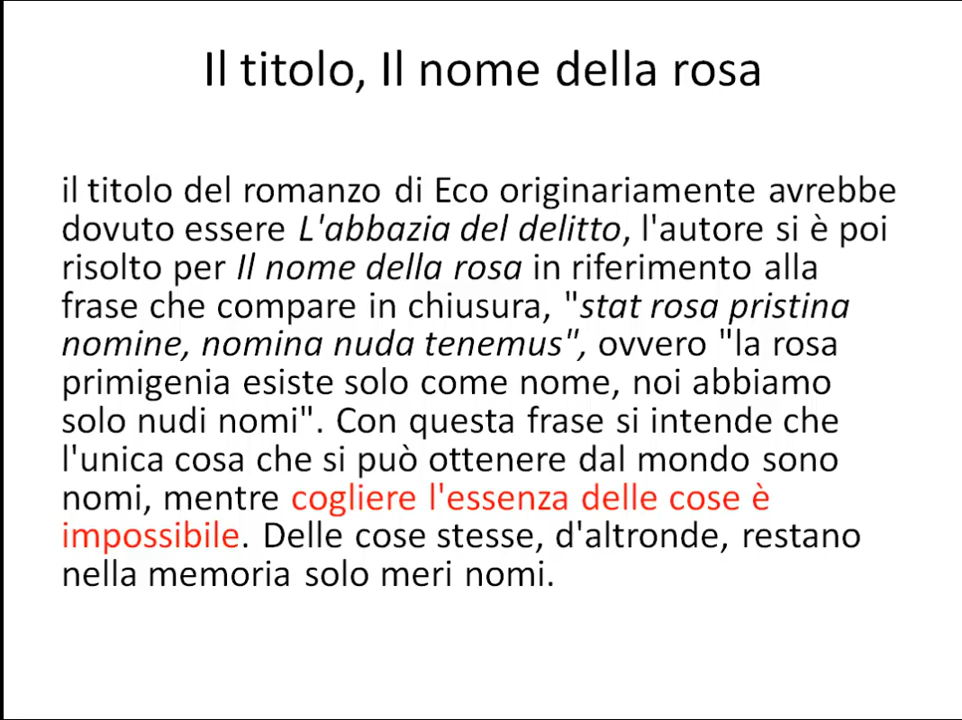 Il titolo, Il nome della rosa
il titolo del romanzo di Eco originariamente avrebbe
dovuto essere L'abbazia del delitto, l'autore si è poi
risolto per Il nome della rosa in riferimento alla
frase che compare in chiusura, "stat rosa pristina
nomine, nomina nuda tenemus", ovvero "la rosa
primigenia esiste solo come nome, noi abbiamo
solo nudi nomi". Con questa frase si intende che
l'unica cosa che si può ottenere dal mondo sono
nomi, mentre cogliere l'essenza delle cose è
impossibile. Delle cose stesse, d'altronde, restano
nella memoria solo meri nomi.